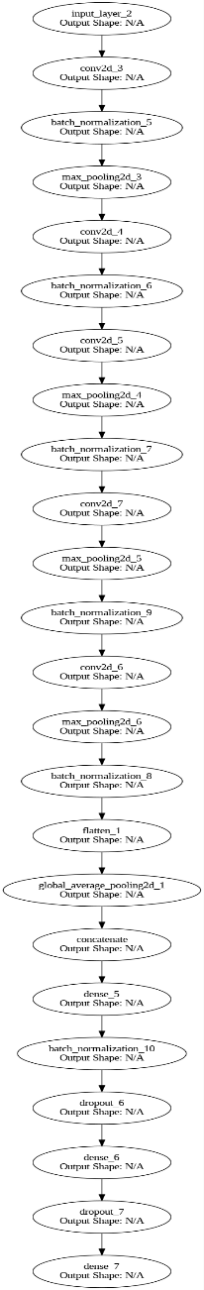 input_layer_2
Output Shape: N/A
conv2d_3
Output Shape: N/A
batch_normalization_5
Output Shape: N/A
max_pooling2d_3
Output Shape: N/A
conv2d_4
Output Shape: N/A
batch_normalization_6
Output Shape: N/A
conv2d_5
Output Shape: N/A
max_pooling2d_4
Output Shape: N/A
batch_normalization_7
Output Shape: N/A
conv2d_7
Output Shape: N/A
max_pooling2d_5
Output Shape: N/A
batch_normalization_9
Output Shape: N/A
conv2d_6
Output Shape: N/A
max_pooling2d_6
Output Shape: N/A
batch_normalization_8
Output Shape: N/A
flatten_1
Output Shape: N/A
global_average_pooling2d_1
Output Shape: N/A
concatenate
Output Shape: N/A
dense_5
Output Shape: N/A
batch_normalization_10
Output Shape: N/A
dropout_6
Output Shape: N/A
dense_6
Output Shape: N/A
dropout_7
Output Shape: N/A
dense_7
Output Shape: N/A